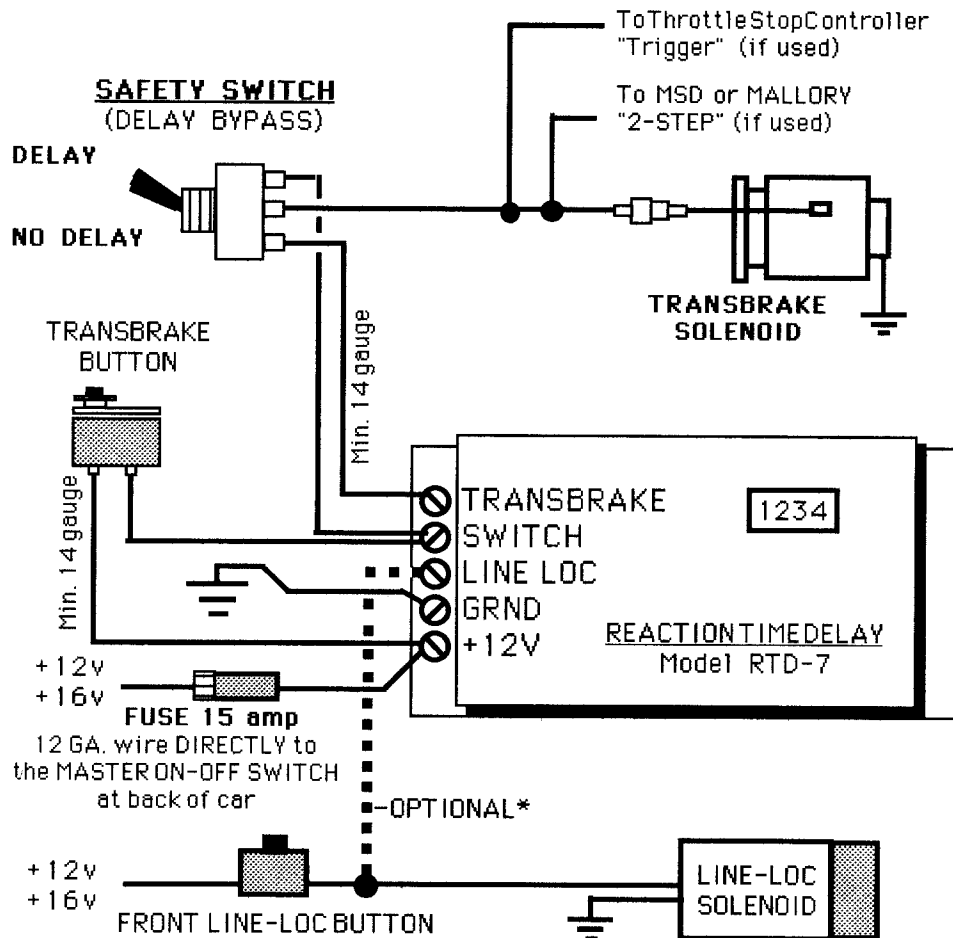 ToThrottleStopController
"Trigger" (if used)
SAFETY SWITCH
(DELAY BYPASS)
To MSD or MALLORY
"2-STEP" (if used)
DELAY
NO DELAY
TRANSBRAKE
SOLENOID
TRANSBRAKE
BUTTON
Min. 14 gauge
Min. 14 gauge
TRANSBRAKE
SWITCH
LINE LOC
GRND
+12V
1234
REACTIONTIMEDELAY
Model RTD-7
+12v
+16v
FUSE 15 amp
12 GA. wire DIRECTLY to
the MASTER ON-OFF SWITCH
at back of car
-OPTIONAL*
+12v
+16v
FRONT LINE-LOC BUTTON
LINE-LOC
SOLENOID